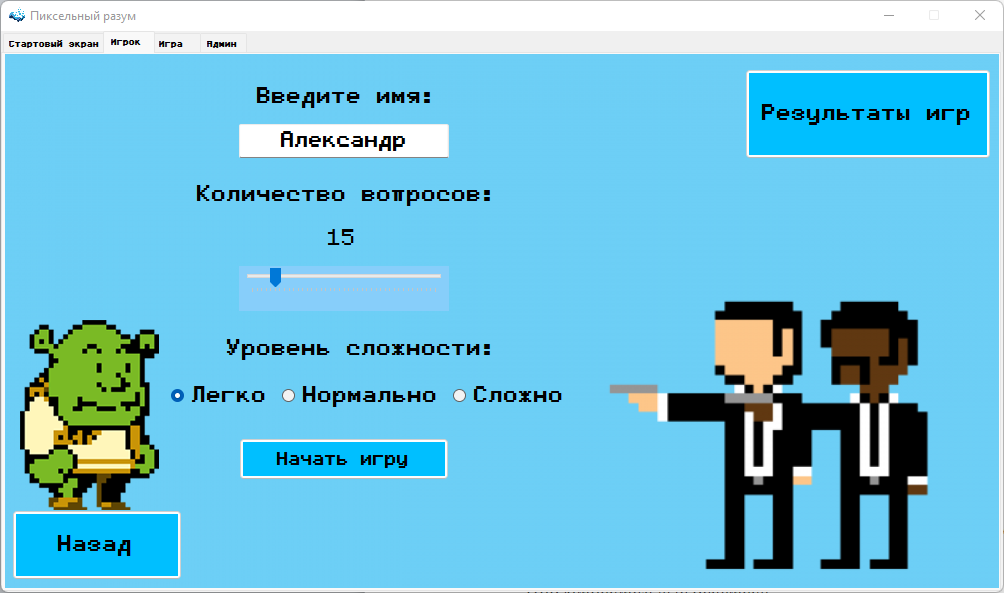 Пиксельный разум
Стартовый экран Игрок Игра Админ
Введите имя:
Александр
Результаты игр
Количество вопросов:
15
Уровень сложности:
Легко Нормально Сложно
Начать игру
Назад